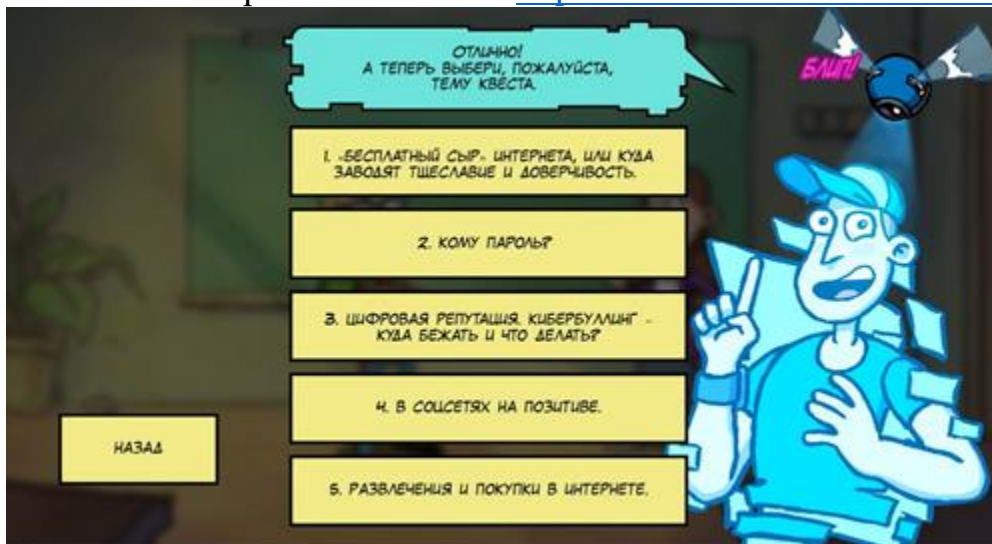 ОТЛИЧНО!
А ТЕПЕРЬ ВЫБЕРИ, ПОЖАЛУЙСТА,
ТЕМУ КВЕСТА.
БЛИП!
1. «БЕСПЛАТНЫЙ СЫР» ИНТЕРНЕТА, ИЛИ КУДА
ЗАВОДЯТ ТЩЕСЛАВИЕ И ДОВЕРЧИВОСТЬ.
2. КОМУ ПАРОЛЬ?
3. ЦИФРОВАЯ РЕПУТАЦИЯ. КИБЕРБУЛЛИНГ -
КУДА БЕЖАТЬ И ЧТО ДЕЛАТЬ?
4. В СОЦСЕТЯХ НА ПОЗИТИВЕ.
НАЗАД
5. РАЗВЛЕЧЕНИЯ И ПОКУПКИ В ИНТЕРНЕТЕ.